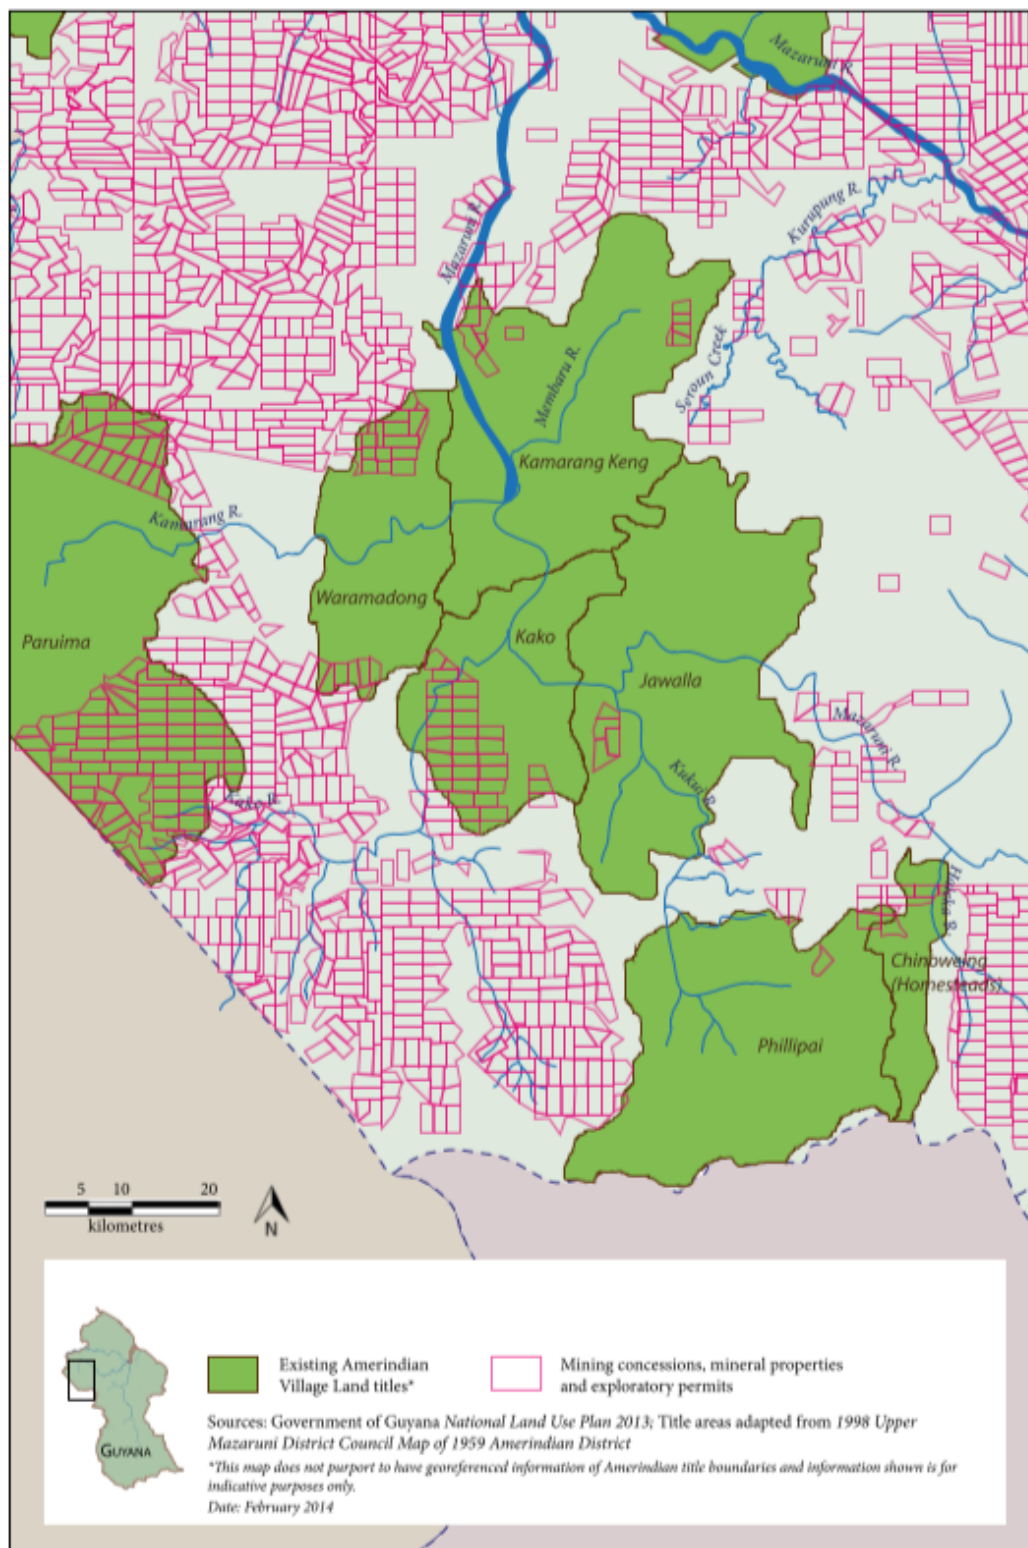 Mazaruni R.
Kurupung R.
Mazaruni R.
Seroun Creek
Membaru R.
Kamarang Keng
Kamarang R.
Waramadong
Kako
Paruima
Jawalla
Mazaruni R.
Kukui R.
Kako R.
Haieka R.
Chinoweing
(Homesteads)
Phillipai
5 10 20
kilometres
N
GUYANA
Existing Amerindian
Village Land titles*
Mining concessions, mineral properties
and exploratory permits
Sources: Government of Guyana National Land Use Plan 2013; Title areas adapted from 1998 Upper
Mazaruni District Council Map of 1959 Amerindian District
*This map does not purport to have georeferenced information of Amerindian title boundaries and information shown is for
indicative purposes only.
Date: February 2014